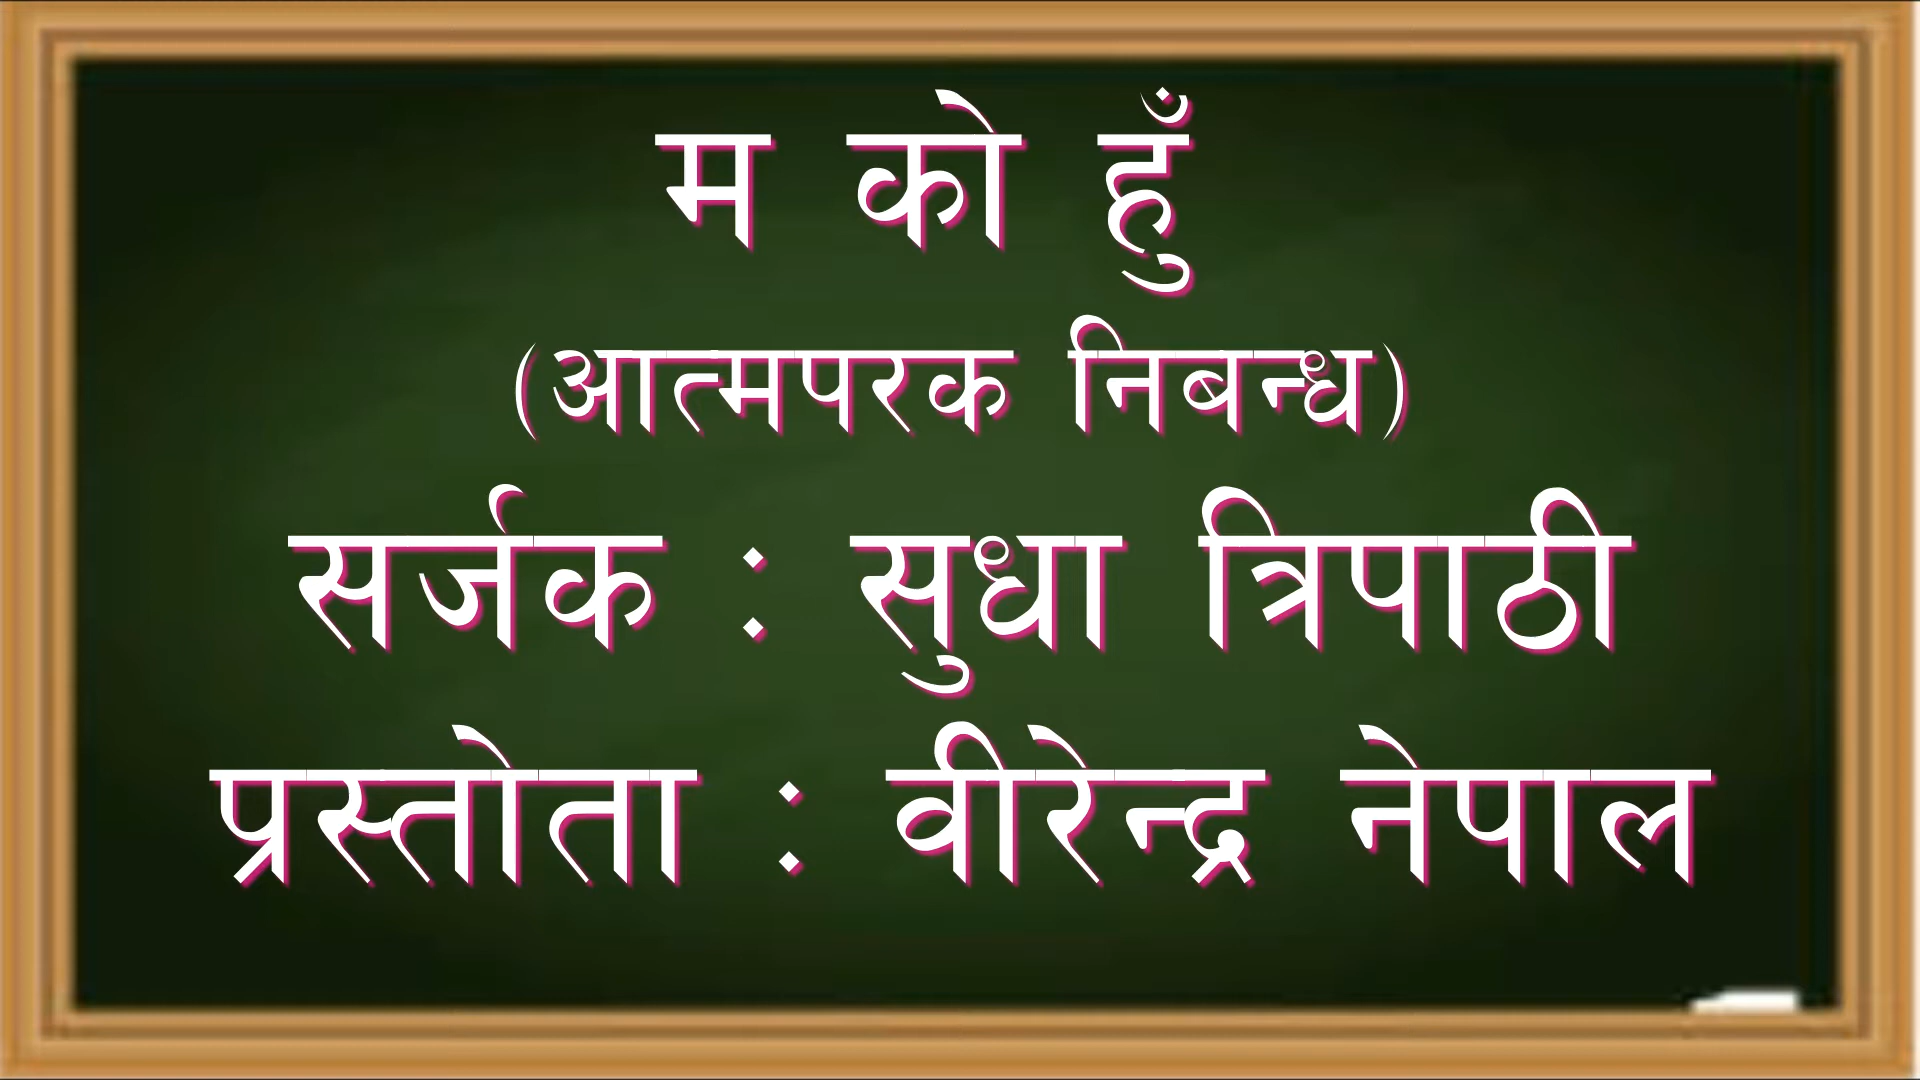 म को हुँ
(आत्मपरक निबन्ध)
सर्जक : सुधा त्रिपाठी
प्रस्तोता : वीरेन्द्र नेपाल